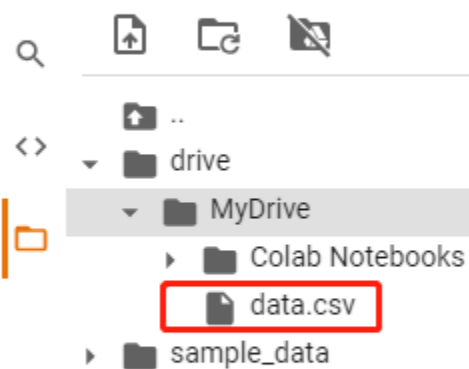 ..
drive
MyDrive
Colab Notebooks
data.csv
sample_data